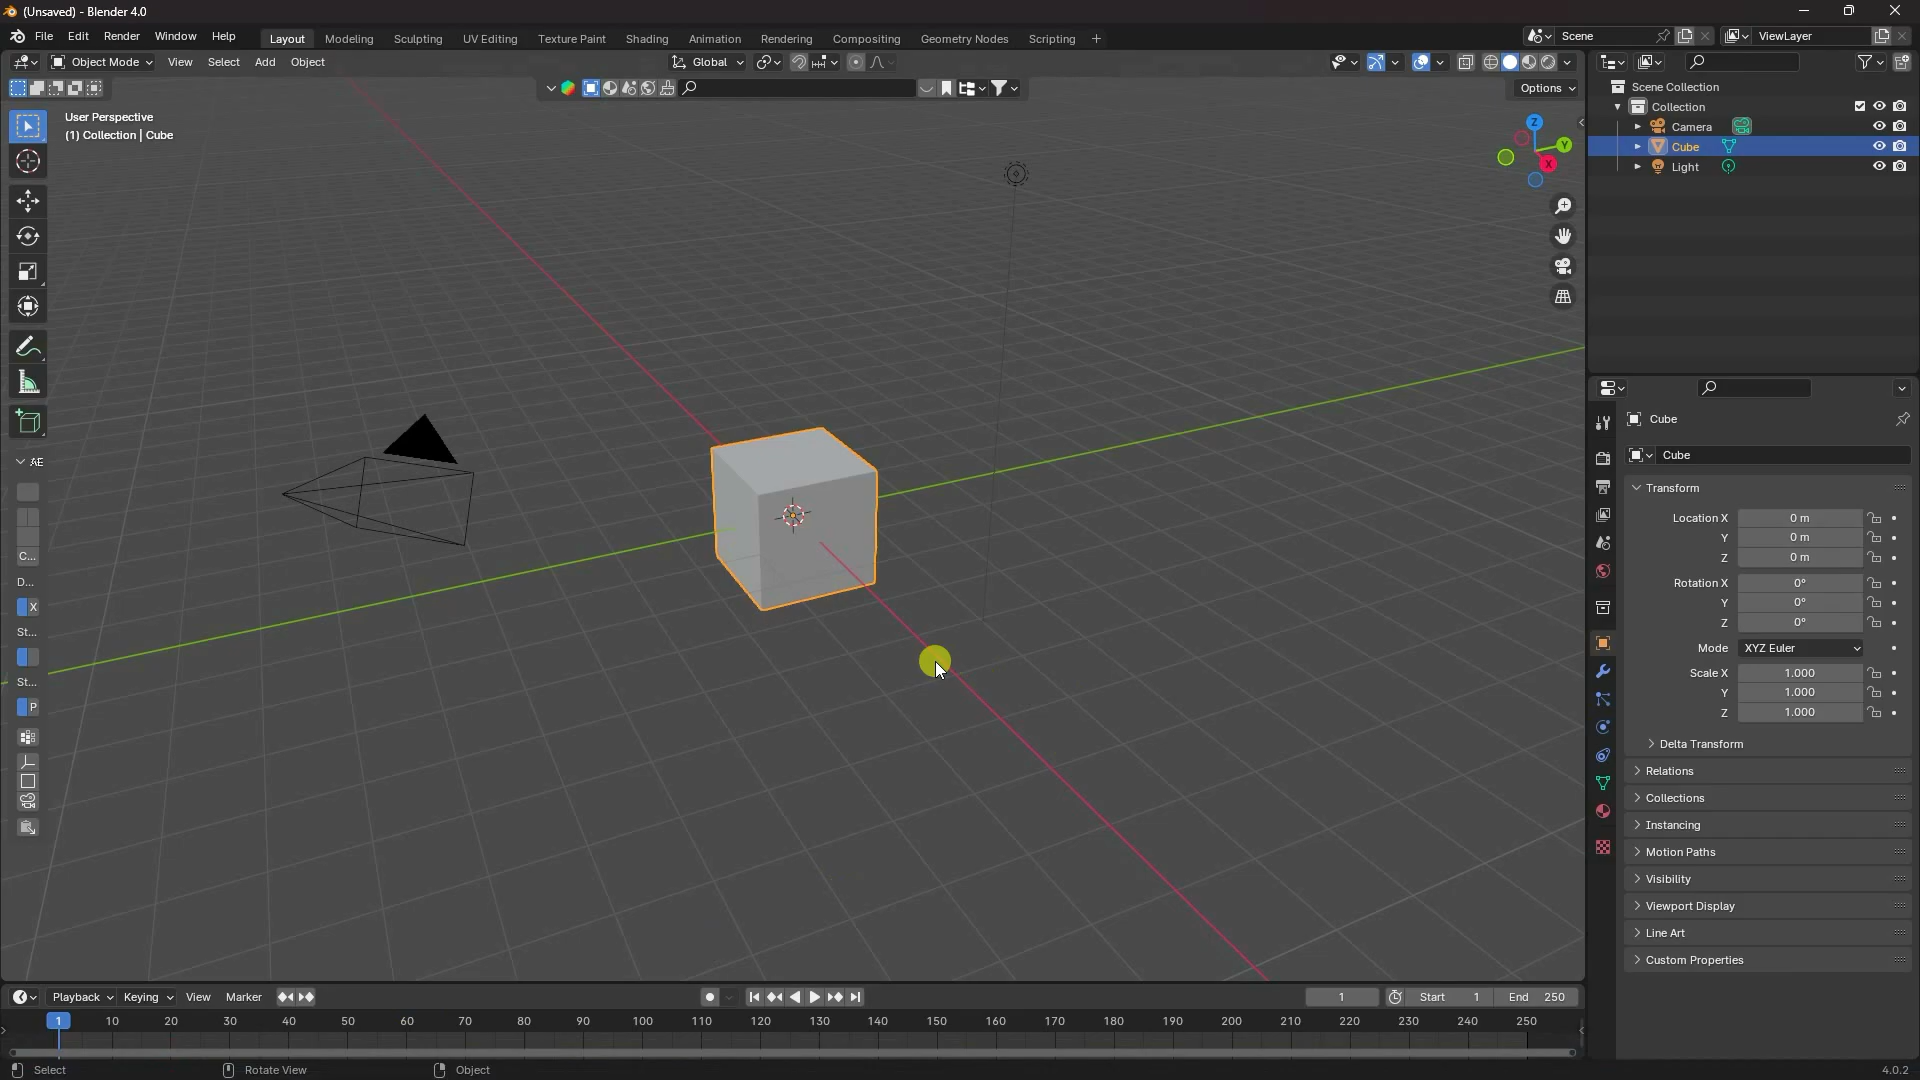 (Unsaved) - Blender 4.0
File Edit Render Window Help Layout Modeling Sculpting UV Editing Texture Paint Shading Animation Rendering Compositing Geometry Nodes Scripting + Scene ViewLayer
Object Mode View Select Add Object Global
Options
User Perspective
(1) Collection | Cube
Z
Y
X
AE
C...
D...
X
St...
St...
P
Scene Collection
Collection
Camera
Cube
Light
Cube
Cube
Transform
Location X 0 m
Y 0 m
Z 0 m
Rotation X 0°
Y 0°
Z 0°
Mode XYZ Euler
Scale X 1.000
Y 1.000
Z 1.000
Delta Transform
Relations
Collections
Instancing
Motion Paths
Visibility
Viewport Display
Line Art
Custom Properties
Playback Keying View Marker 1 Start 1 End 250
1 10 20 30 40 50 60 70 80 90 100 110 120 130 140 150 160 170 180 190 200 210 220 230 240 250
Select Rotate View Object 4.0.2